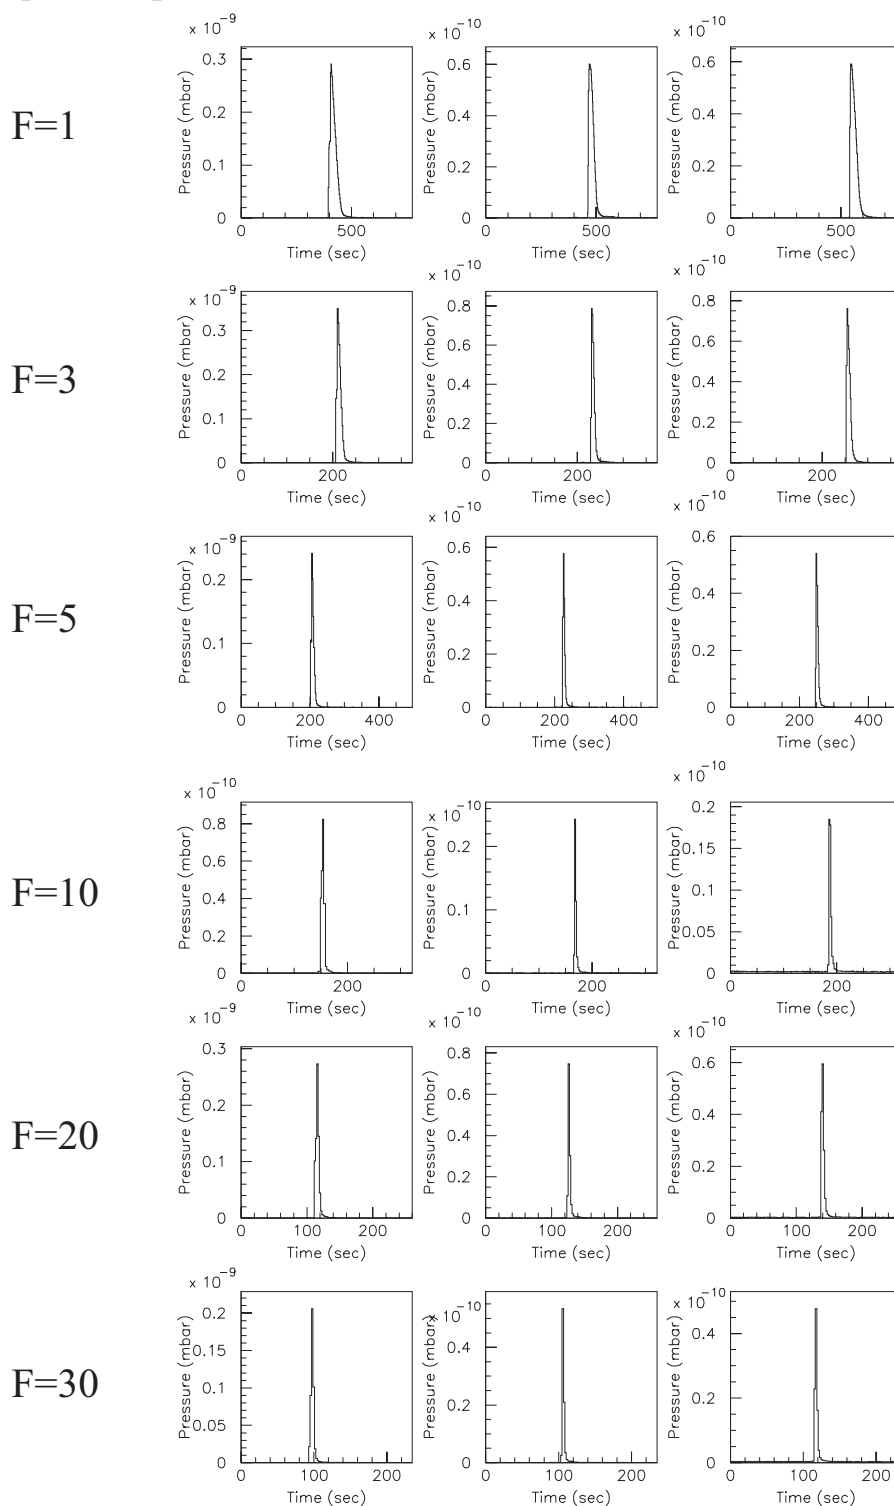 x 10⁻⁹ x 10⁻¹⁰ x 10⁻¹⁰
F=1
Pressure (mbar) Pressure (mbar) Pressure (mbar)
0.3 0.6 0.6
0.2 0.4 0.4
0.1 0.2 0.2
0 0 0
0 500 0 500 0 500
Time (sec) Time (sec) Time (sec)
x 10⁻⁹ x 10⁻¹⁰ x 10⁻¹⁰
F=3
Pressure (mbar) Pressure (mbar) Pressure (mbar)
0.8 0.8
0.3 0.6 0.6
0.2 0.4 0.4
0.1 0.2 0.2
0 0 0
0 200 0 200 0 200
Time (sec) Time (sec) Time (sec)
x 10⁻⁹ x 10⁻¹⁰ x 10⁻¹⁰
F=5
Pressure (mbar) Pressure (mbar) Pressure (mbar)
0.6 0.6
0.2 0.4 0.4
0.1 0.2 0.2
0 0 0
0 200 400 0 200 400 0 200 400
Time (sec) Time (sec) Time (sec)
x 10⁻¹⁰ x 10⁻¹⁰ x 10⁻¹⁰
F=10
Pressure (mbar) Pressure (mbar) Pressure (mbar)
0.8 0.2 0.2
0.6 0.15
0.4 0.1 0.1
0.2 0.05
0 0 0
0 200 0 200 0 200
Time (sec) Time (sec) Time (sec)
x 10⁻⁹ x 10⁻¹⁰ x 10⁻¹⁰
F=20
Pressure (mbar) Pressure (mbar) Pressure (mbar)
0.3 0.8 0.6
0.2 0.6 0.4
0.1 0.4 0.2
0.2
0 0 0
0 100 200 0 100 200 0 100 200
Time (sec) Time (sec) Time (sec)
x 10⁻⁹ x 10⁻¹⁰ x 10⁻¹⁰
F=30
Pressure (mbar) Pressure (mbar) Pressure (mbar)
0.2 0.4 0.4
0.15
0.1 0.2 0.2
0.05
0 0 0
0 100 200 0 100 200 0 100 200
Time (sec) Time (sec) Time (sec)